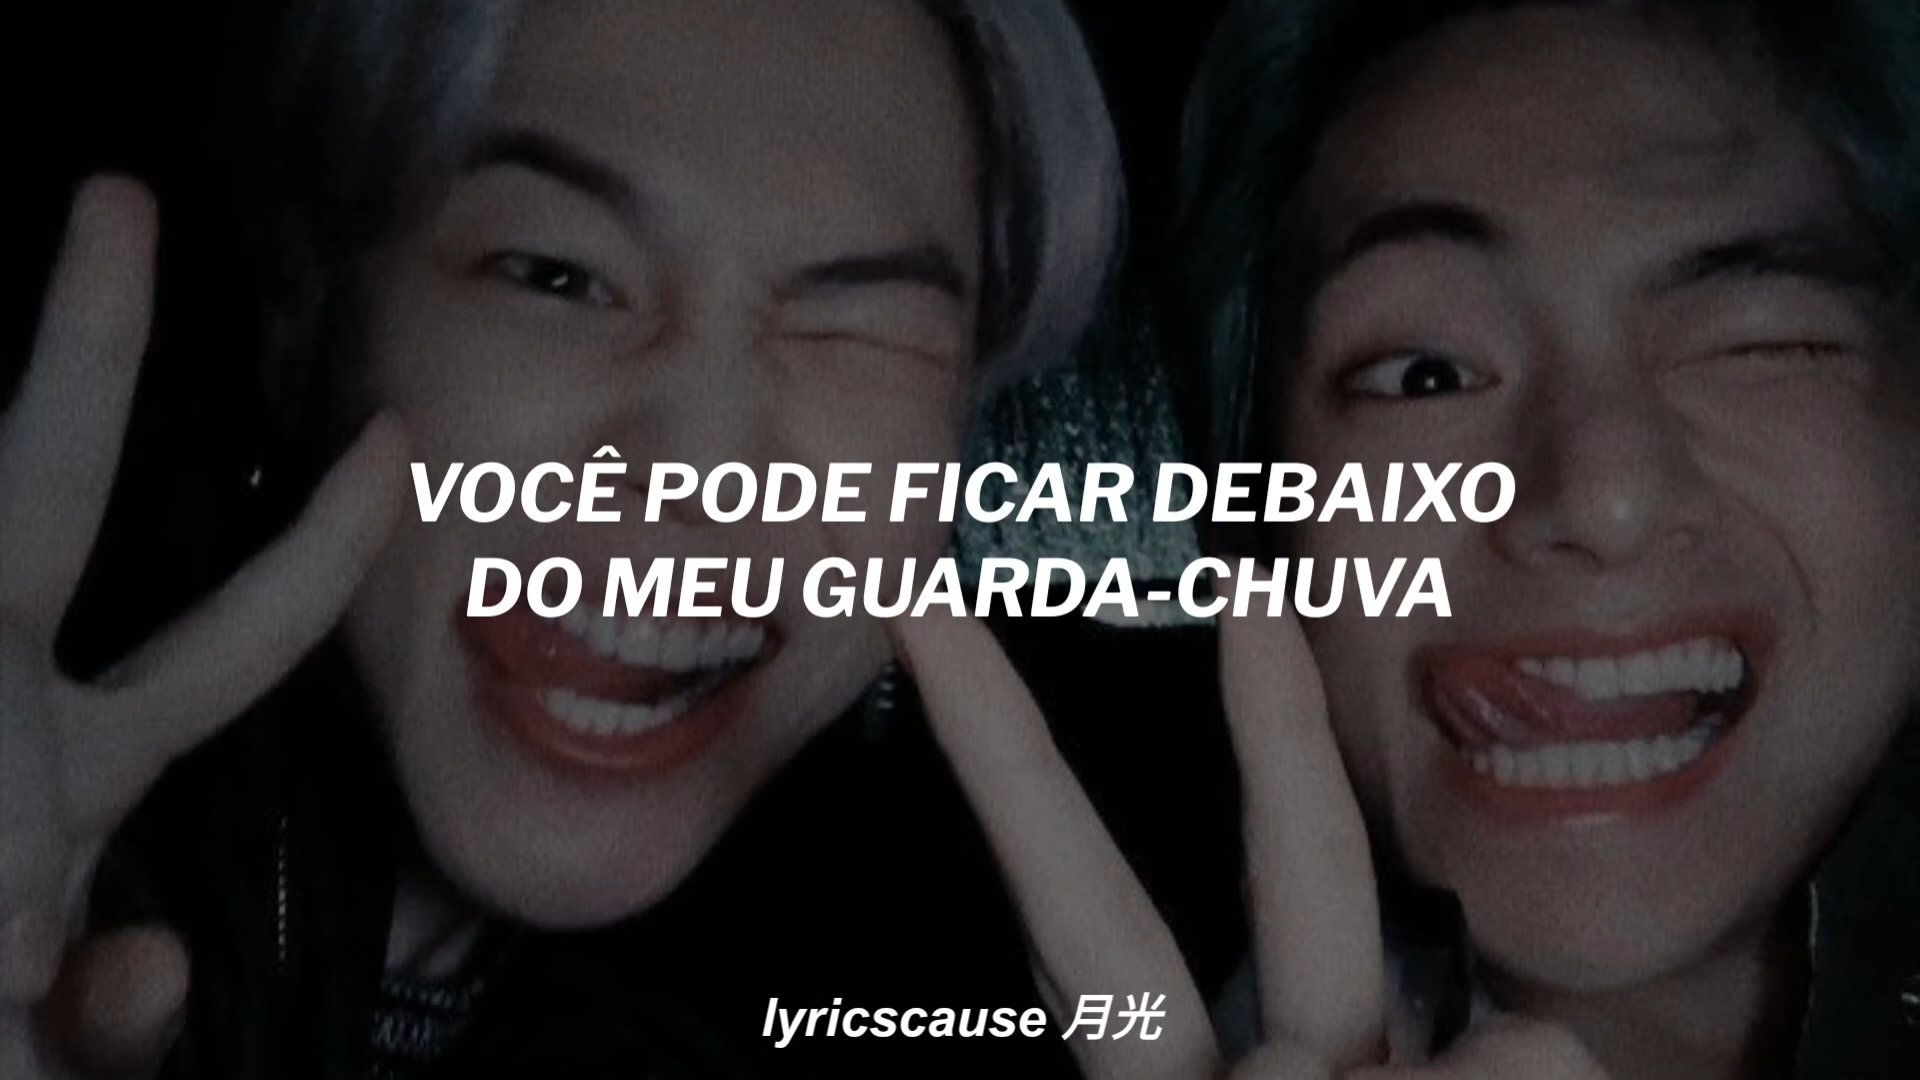 VOCÊ PODE FICAR DEBAIXO
DO MEU GUARDA-CHUVA
lyricscause 月光